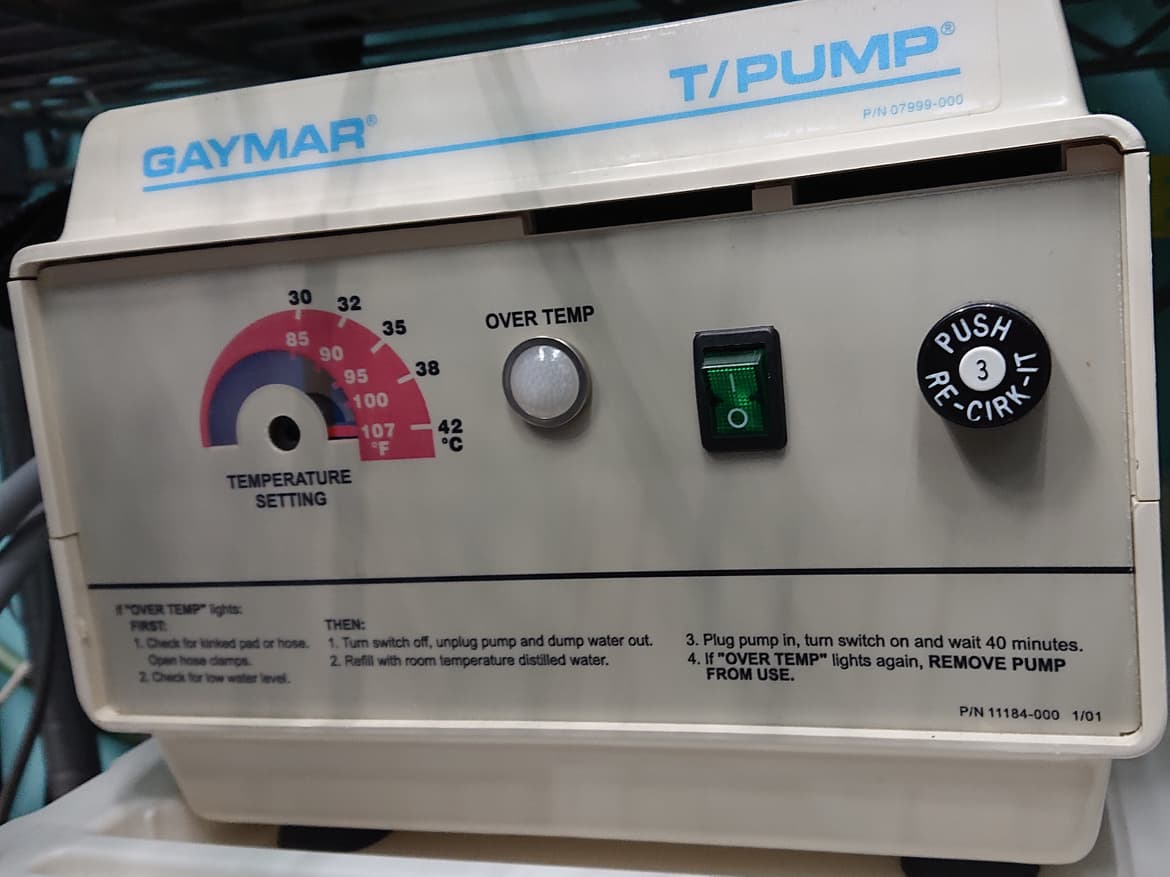 GAYMAR®
T/PUMP®
P/N 07999-000
30
32
35
38
42
°C
85
90
95
100
107
°F
TEMPERATURE
SETTING
OVER TEMP
I
O
PUSH
3
RE-CIRK-IT
If "OVER TEMP" lights:
FIRST:
1. Check for kinked pad or hose.
Open hose clamps.
2. Check for low water level.
THEN:
1. Turn switch off, unplug pump and dump water out.
2. Refill with room temperature distilled water.
3. Plug pump in, turn switch on and wait 40 minutes.
4. If "OVER TEMP" lights again, REMOVE PUMP
FROM USE.
P/N 11184-000 1/01